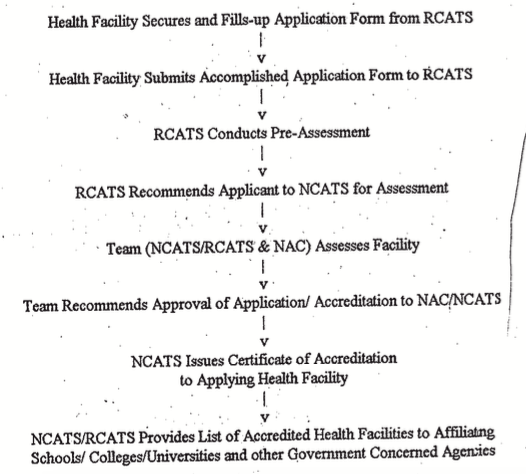 Health Facility Secures and Fills-up Application Form from RCATS
|
v
Health Facility Submits Accomplished Application Form to RCATS
|
v
RCATS Conducts Pre-Assessment
|
v
RCATS Recommends Applicant to NCATS for Assessment
|
v
Team (NCATS/RCATS & NAC) Assesses Facility
|
v
Team Recommends Approval of Application/ Accreditation to NAC/NCATS
|
v
NCATS Issues Certificate of Accreditation
to Applying Health Facility
|
v
NCATS/RCATS Provides List of Accredited Health Facilities to Affiliating
Schools/ Colleges/Universities and other Government Concerned Agencies